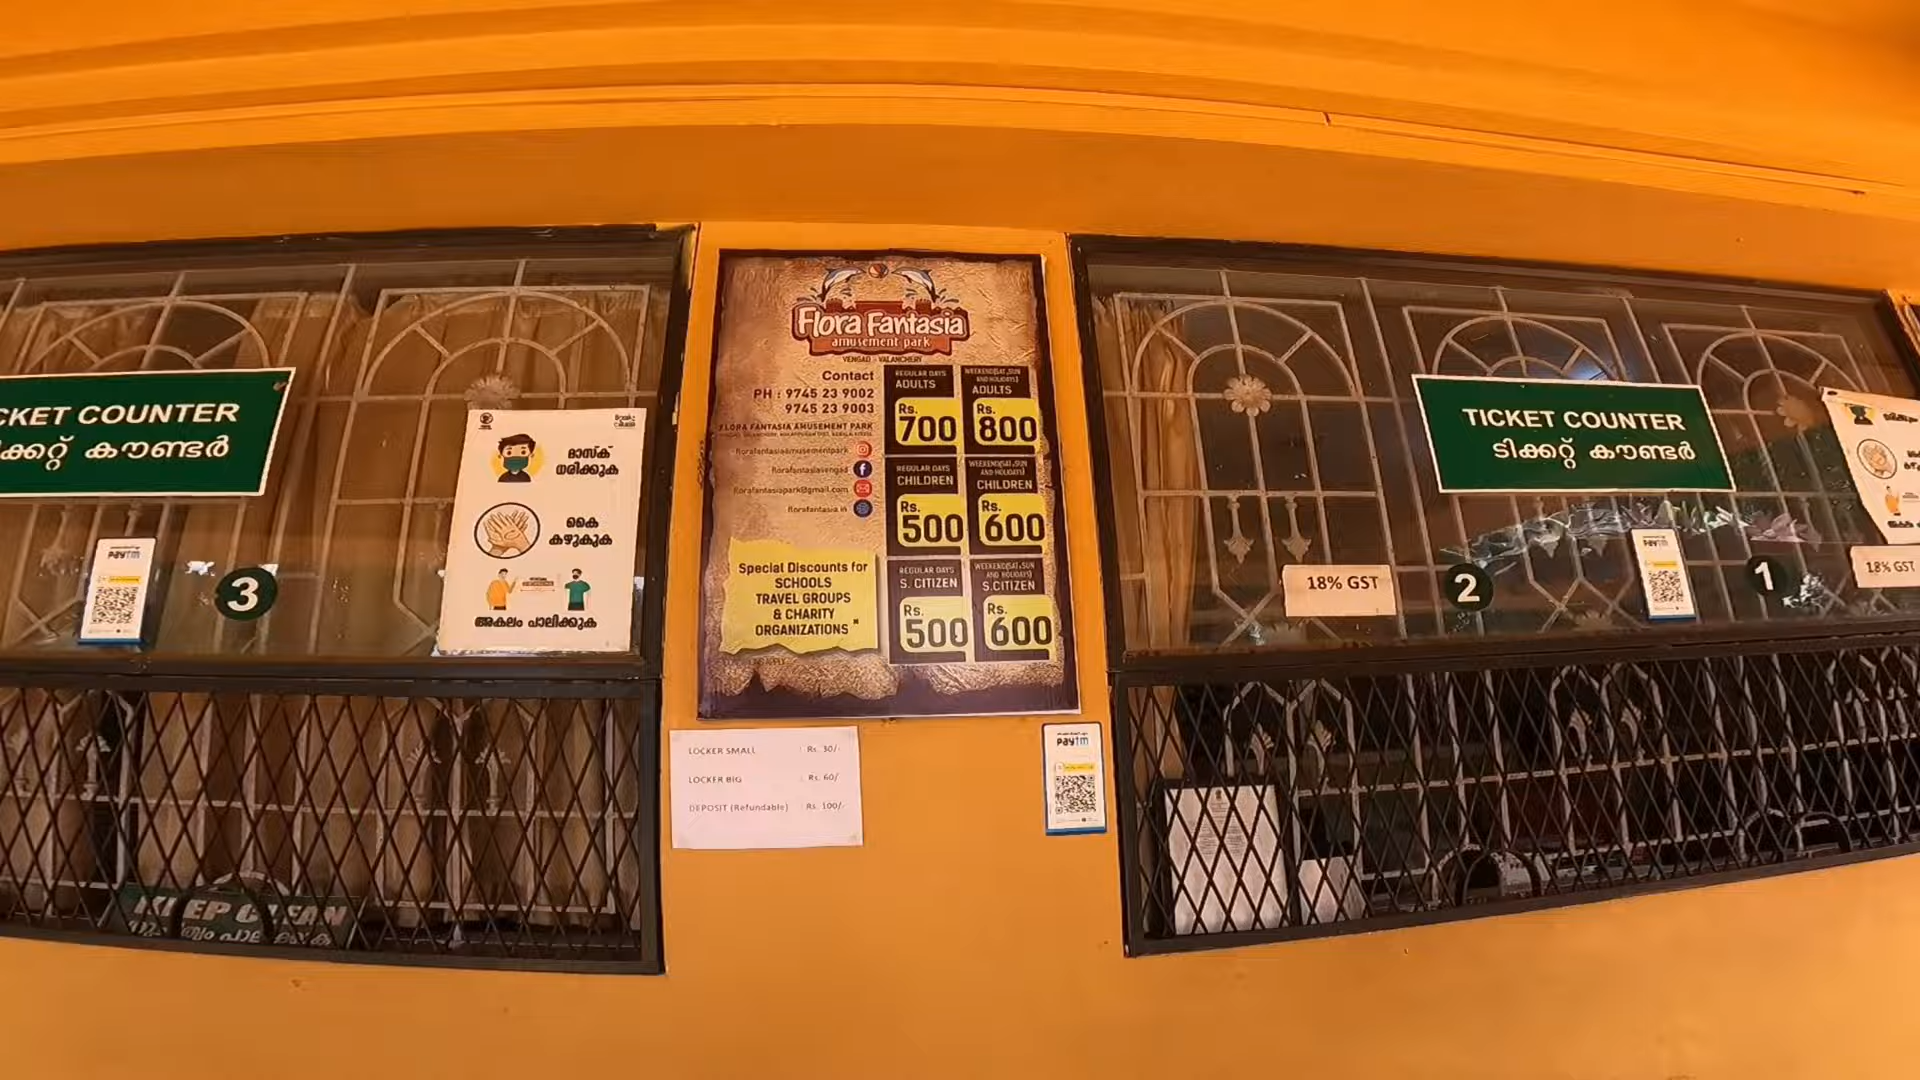 CKET COUNTER
ക്കറ്റ് കൗണ്ടർ
മാസ്ക്
ധരിക്കുക
കൈ
കഴുകുക
അകലം പാലിക്കുക
paytm
3
KEEP CLEAN
Flora Fantasia
amusement park
VENGAD - VALANCHERY
Contact
PH : 9745 23 9002
9745 23 9003
FLORA FANTASIA AMUSEMENT PARK
florafantasiaamusementpark
florafantasiavengad
florafantasiapark@gmail.com
florafantasia.in
Special Discounts for
SCHOOLS
TRAVEL GROUPS
& CHARITY
ORGANIZATIONS "
REGULAR DAYS
ADULTS
Rs.
700
WEEKEND(SAT,SUN
AND HOLIDAYS)
ADULTS
Rs.
800
REGULAR DAYS
CHILDREN
Rs.
500
WEEKEND(SAT,SUN
AND HOLIDAYS)
CHILDREN
Rs.
600
REGULAR DAYS
S. CITIZEN
Rs.
500
WEEKEND(SAT,SUN
AND HOLIDAYS)
S.CITIZEN
Rs.
600
LOCKER SMALL : Rs. 30/-
LOCKER BIG : Rs. 60/
DEPOSIT (Refundable) : Rs. 100/-
paytm
TICKET COUNTER
ടിക്കറ്റ് കൗണ്ടർ
18% GST
2
paytm
1
18% GST